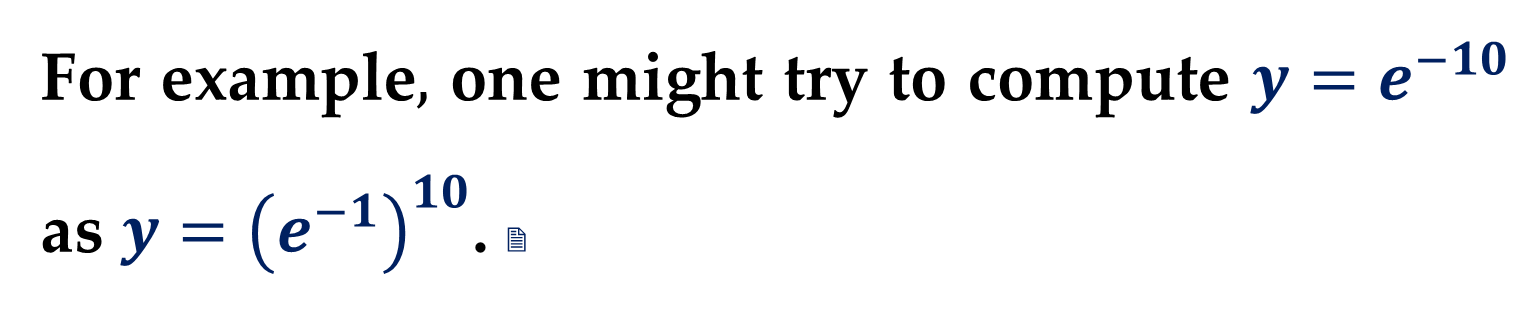 For example, one might try to compute y = e⁻¹⁰
as y = (e⁻¹)¹⁰.